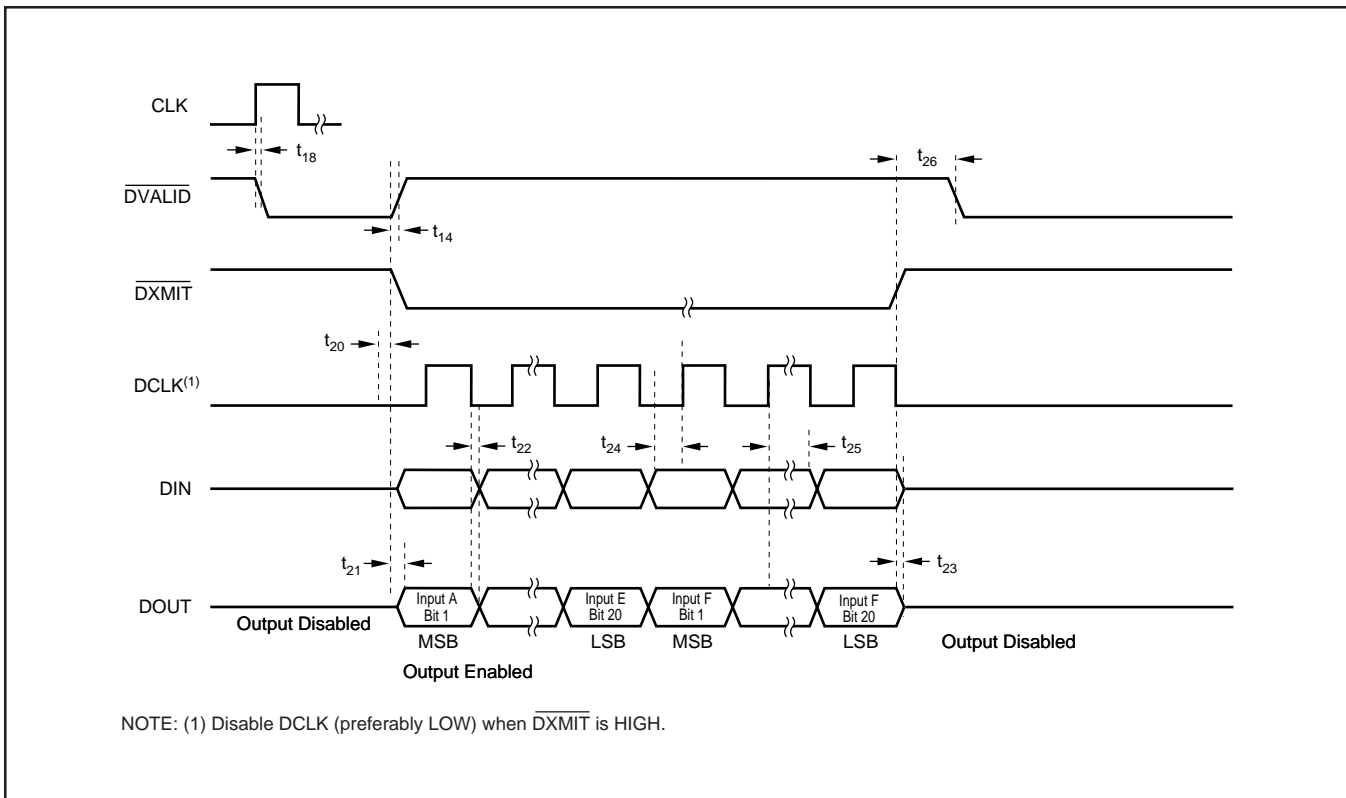 CLK
t18
t26
DVALID
t14
DXMIT
t20
DCLK(1)
t22
t24
t25
DIN
t21
t23
DOUT
Input A
Bit 1
Input E
Bit 20
Input F
Bit 1
Input F
Bit 20
Output Disabled
MSB
LSB
MSB
LSB
Output Disabled
Output Enabled
NOTE: (1) Disable DCLK (preferably LOW) when DXMIT is HIGH.